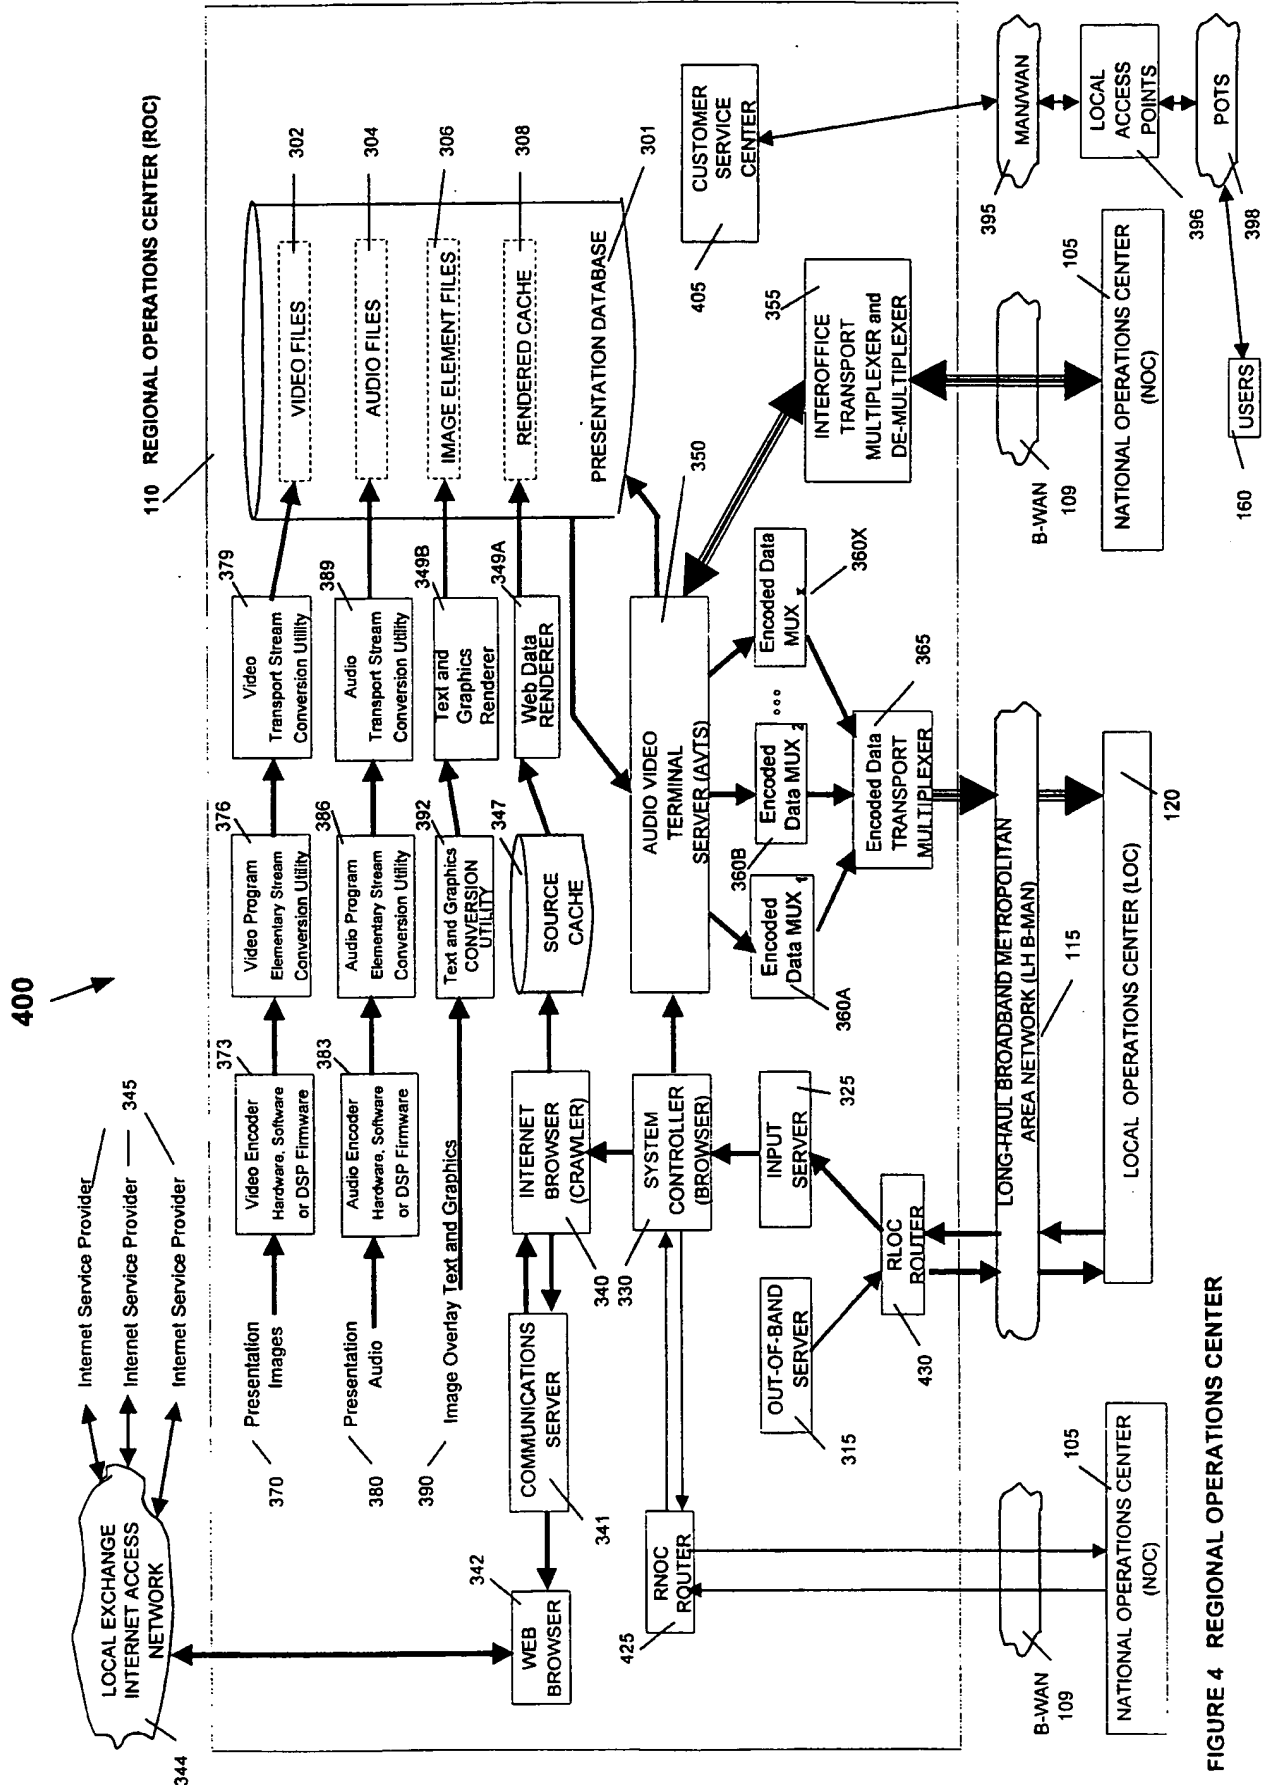 400
110 REGIONAL OPERATIONS CENTER (ROC)
LOCAL EXCHANGE
INTERNET ACCESS
NETWORK
344
Internet Service Provider
Internet Service Provider
Internet Service Provider
345
370
Presentation
Images
373
Video Encoder
Hardware, Software
or DSP Firmware
376
Video Program
Elementary Stream
Conversion Utility
379
Video
Transport Stream
Conversion Utility
VIDEO FILES
302
380
Presentation
Audio
383
Audio Encoder
Hardware, Software
or DSP Firmware
386
Audio Program
Elementary Stream
Conversion Utility
389
Audio
Transport Stream
Conversion Utility
AUDIO FILES
304
390
Image Overlay Text and Graphics
392
Text and Graphics
CONVERSION
UTILITY
349B
Text and
Graphics
Renderer
IMAGE ELEMENT FILES
306
342
WEB
BROWSER
COMMUNICATIONS
SERVER
341
INTERNET
BROWSER
(CRAWLER)
340
347
SOURCE
CACHE
349A
Web Data
RENDERER
RENDERED CACHE
308
PRESENTATION DATABASE
301
RNOC
ROUTER
425
330
SYSTEM
CONTROLLER
(BROWSER)
AUDIO VIDEO
TERMINAL
SERVER (AVTS)
350
CUSTOMER
SERVICE
CENTER
405
OUT-OF-BAND
SERVER
315
INPUT
SERVER
325
Encoded
Data MUX 1
360A
Encoded
Data MUX 2
360B
...
Encoded Data
MUX x
360X
355
INTEROFFICE
TRANSPORT
MULTIPLEXER and
DE-MULTIPLEXER
RLOC
ROUTER
430
Encoded Data
TRANSPORT
MULTIPLEXER
365
B-WAN
109
LONG-HAUL BROADBAND METROPOLITAN
AREA NETWORK (LH B-MAN)
115
B-WAN
109
395
MAN/WAN
105
NATIONAL OPERATIONS CENTER
(NOC)
LOCAL OPERATIONS CENTER (LOC)
120
105
NATIONAL OPERATIONS CENTER
(NOC)
LOCAL
ACCESS
POINTS
396
POTS
398
160
USERS
FIGURE 4 REGIONAL OPERATIONS CENTER